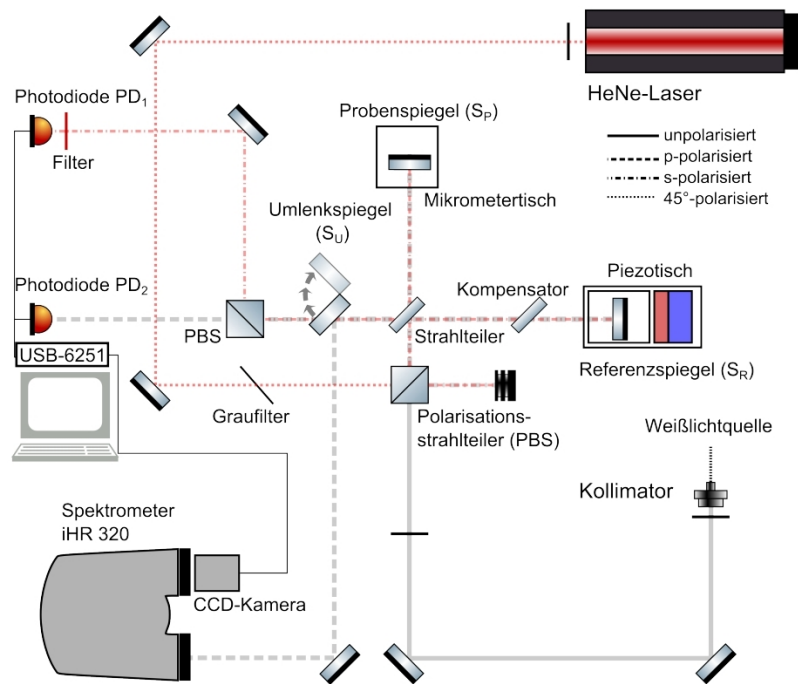 HeNe-Laser
unpolarisiert
p-polarisiert
s-polarisiert
45°-polarisiert
Photodiode PD1
Filter
Probenspiegel (SP)
Mikrometertisch
Umlenkspiegel
(SU)
Photodiode PD2
PBS
Strahlteiler
Kompensator
Piezotisch
Referenzspiegel (SR)
USB-6251
Graufilter
Polarisations-
strahlteiler (PBS)
Weißlichtquelle
Kollimator
Spektrometer
iHR 320
CCD-Kamera